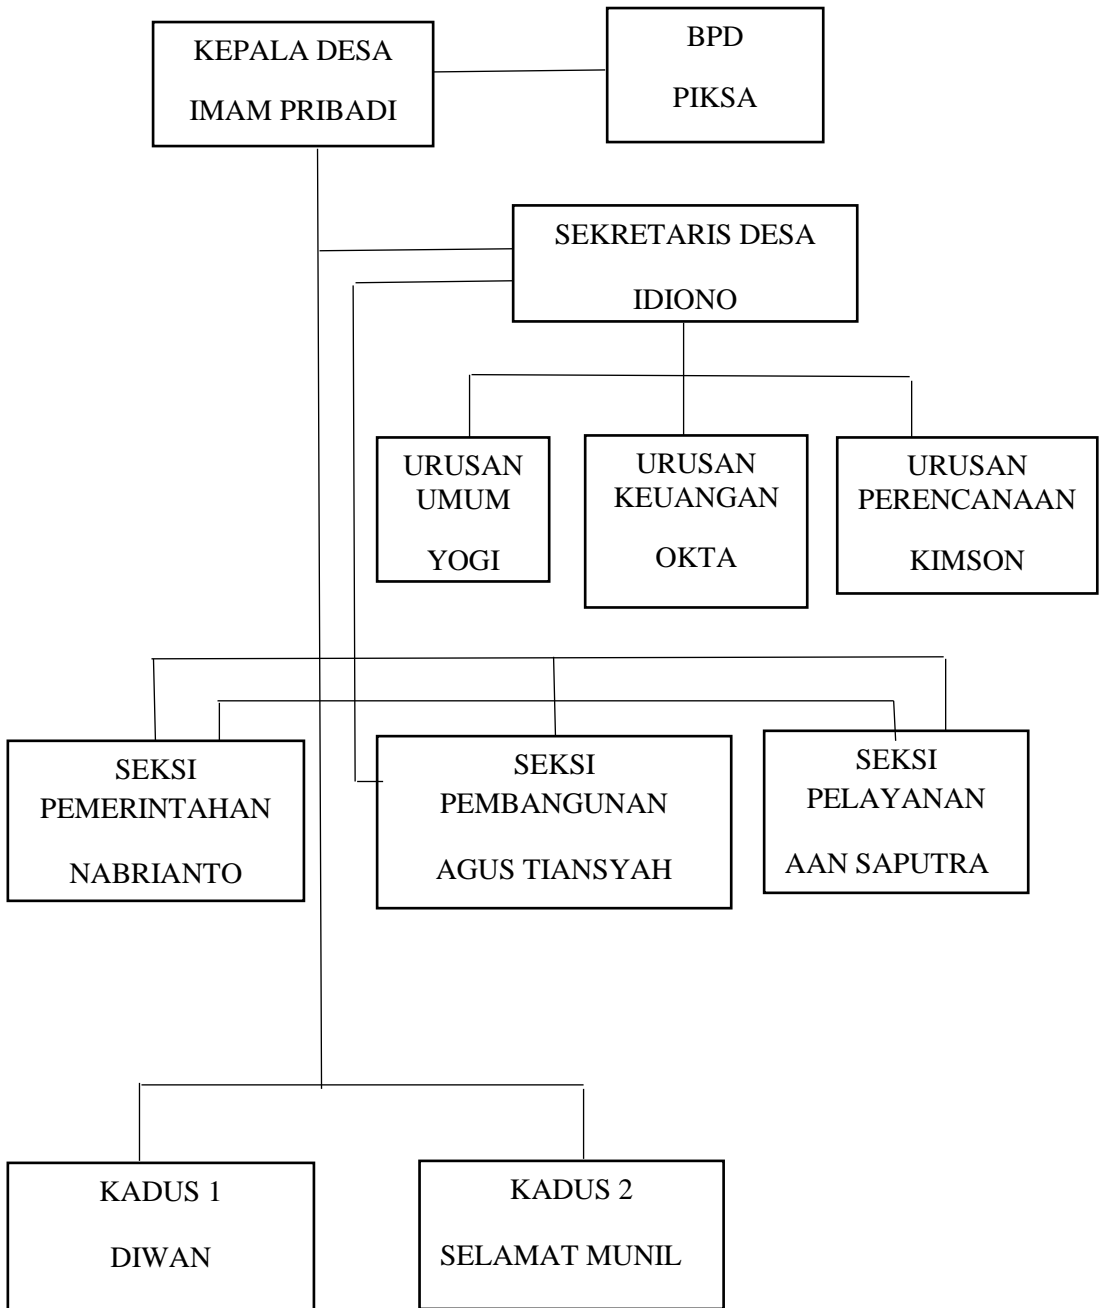 KEPALA DESA
IMAM PRIBADI
BPD
PIKSA
SEKRETARIS DESA
IDIONO
URUSAN
UMUM
YOGI
URUSAN
KEUANGAN
OKTA
URUSAN
PERENCANAAN
KIMSON
SEKSI
PEMERINTAHAN
NABRIANTO
SEKSI
PEMBANGUNAN
AGUS TIANSYAH
SEKSI
PELAYANAN
AAN SAPUTRA
KADUS 1
DIWAN
KADUS 2
SELAMAT MUNIL